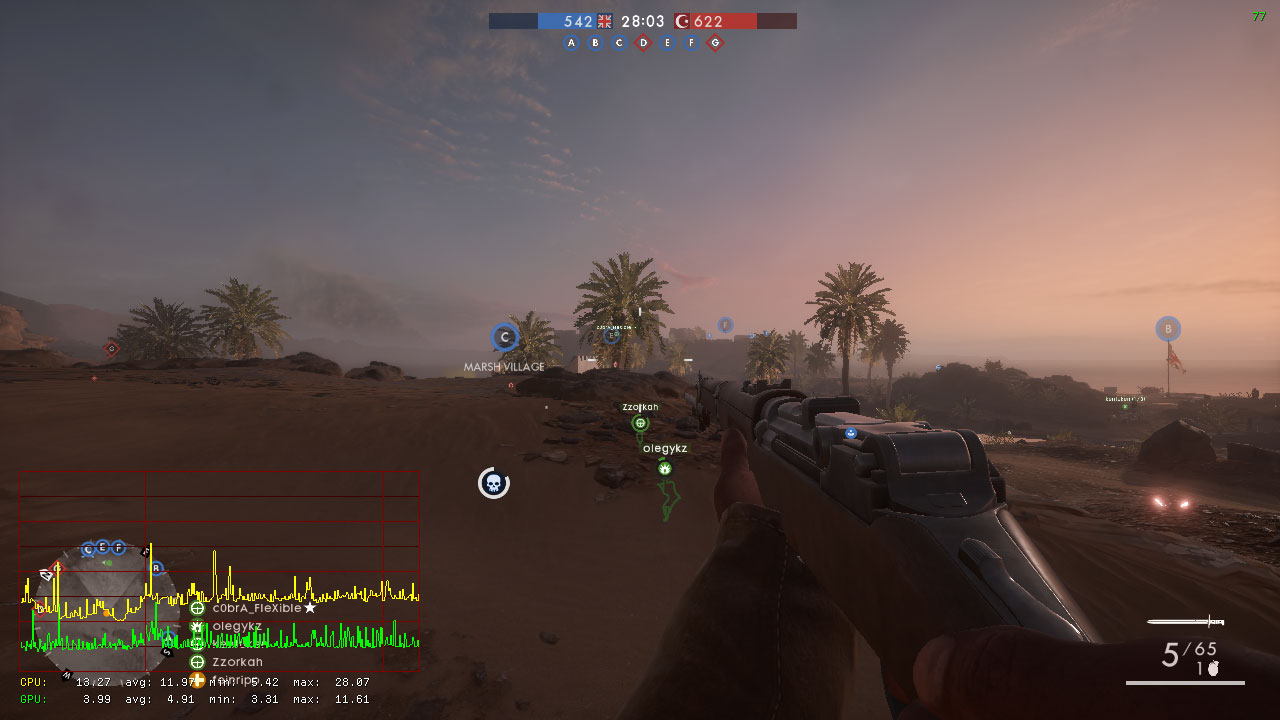 542 28:03 622
77
A B C D E F G
F
B
C
E
MARSH VILLAGE
Zzorkah
olegykz
C E F
B
c0brA_FleXible
olegykz
Zzorkah
5/65
1
CPU: 13.27 avg: 11.97 min: 5.42 max: 28.07
GPU: 3.99 avg: 4.91 min: 3.31 max: 11.61